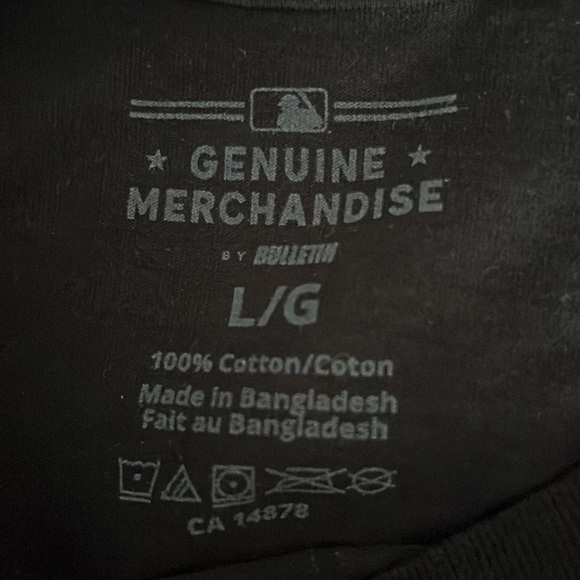 GENUINE
MERCHANDISE
BY BULLETIN
L/G
100% Cotton/Coton
Made in Bangladesh
Fait au Bangladesh
CA 14878